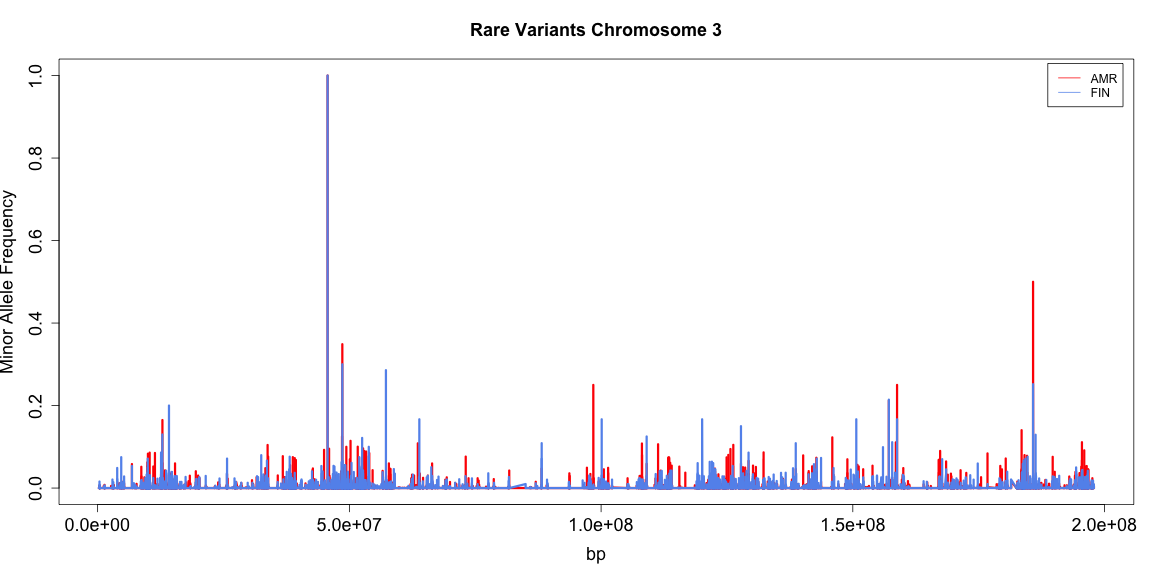 Rare Variants Chromosome 3
AMR
FIN
Minor Allele Frequency
1.0
0.8
0.6
0.4
0.2
0.0
0.0e+00 5.0e+07 1.0e+08 1.5e+08 2.0e+08
bp